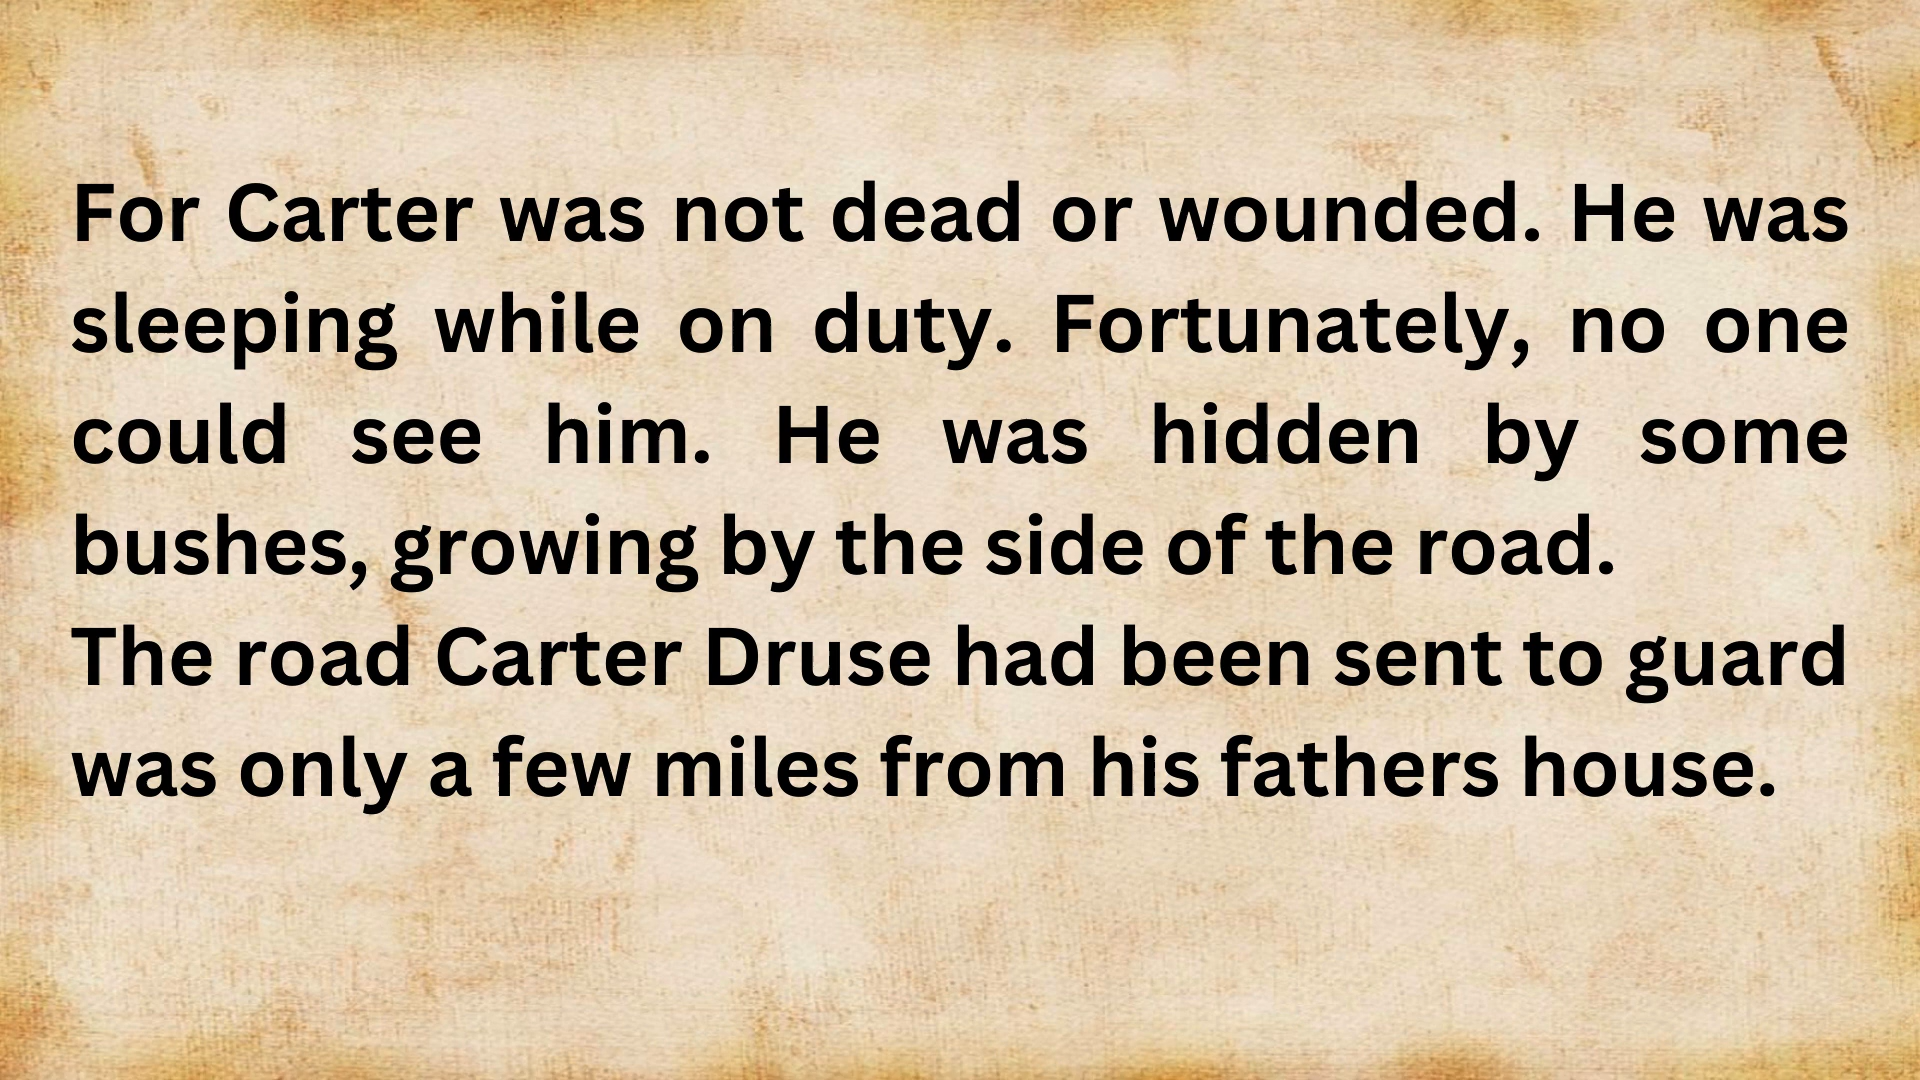 For Carter was not dead or wounded. He was
sleeping while on duty. Fortunately, no one
could see him. He was hidden by some
bushes, growing by the side of the road.
The road Carter Druse had been sent to guard
was only a few miles from his fathers house.